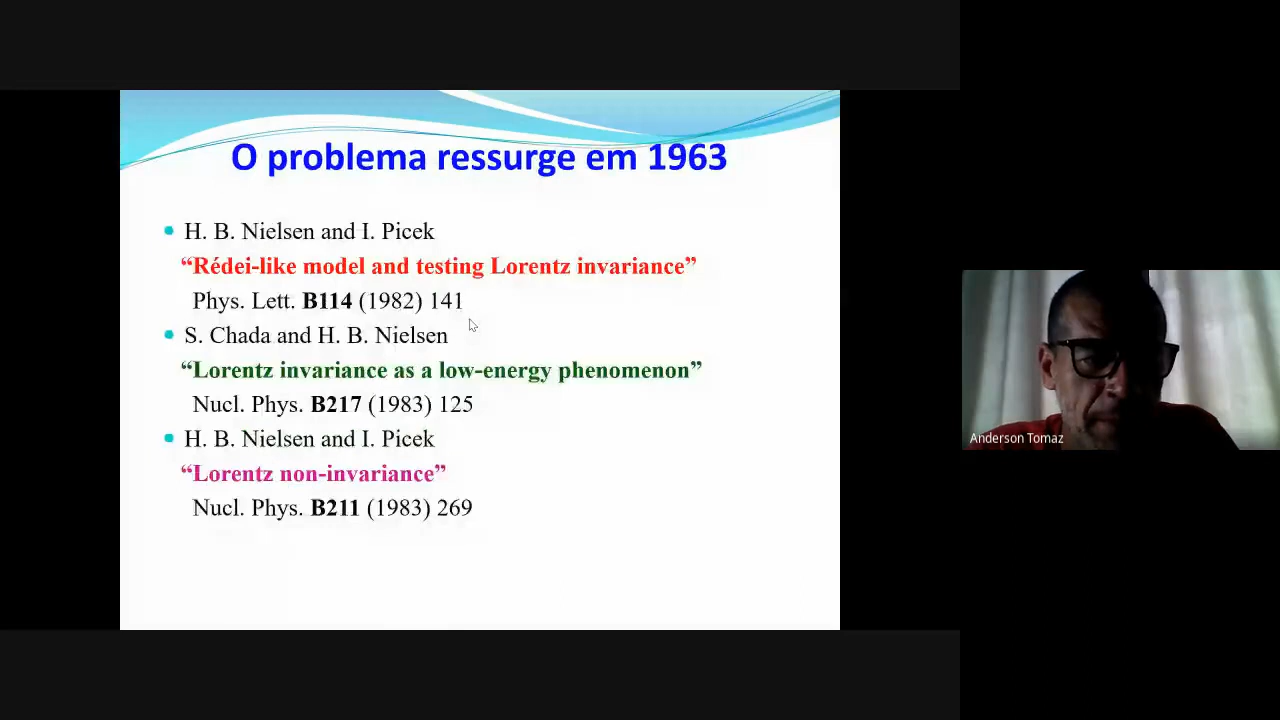 O problema ressurge em 1963
H. B. Nielsen and I. Picek
“Rédei-like model and testing Lorentz invariance”
Phys. Lett. B114 (1982) 141
S. Chada and H. B. Nielsen
“Lorentz invariance as a low-energy phenomenon”
Nucl. Phys. B217 (1983) 125
H. B. Nielsen and I. Picek
“Lorentz non-invariance”
Nucl. Phys. B211 (1983) 269
Anderson Tomaz